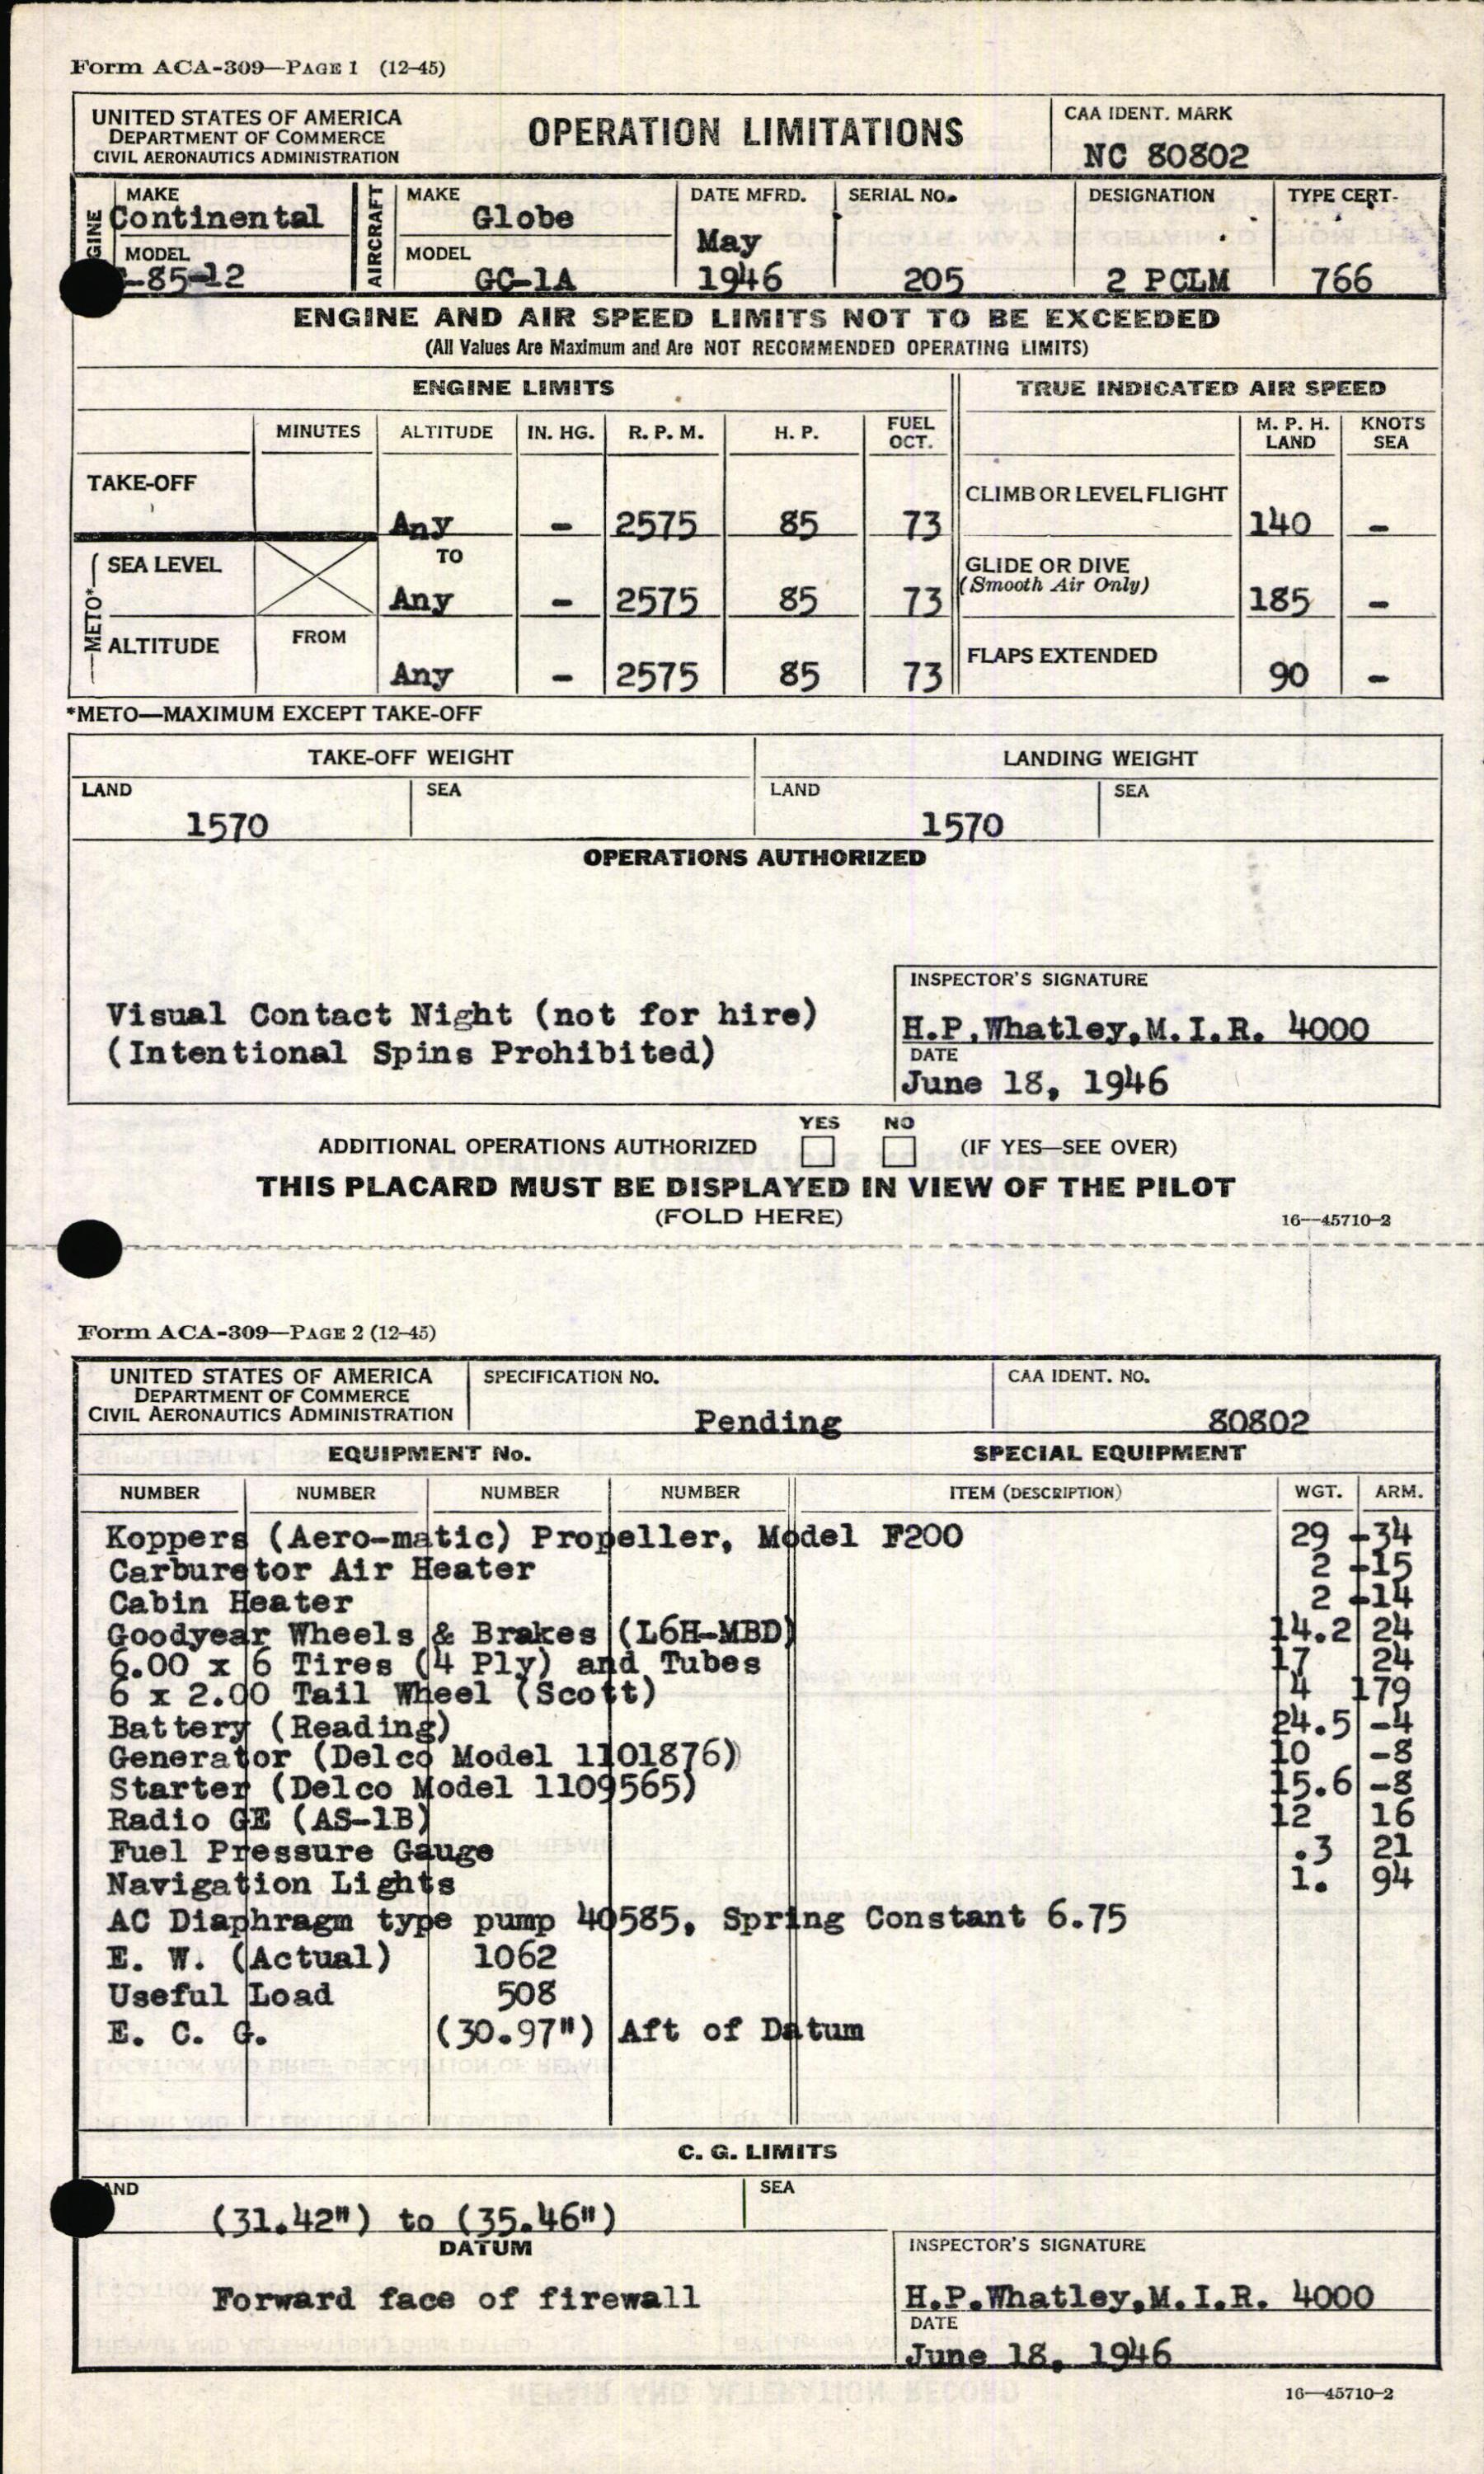 Form ACA-309—PAGE 1 (12-45)
UNITED STATES OF AMERICA
DEPARTMENT OF COMMERCE
CIVIL AERONAUTICS ADMINISTRATION
OPERATION LIMITATIONS
CAA IDENT. MARK
NC 80802
MAKE
Continental
MODEL
-85-12
AIRCRAFT
MAKE
Globe
MODEL
GC-1A
DATE MFRD.
May
1946
SERIAL NO.
205
DESIGNATION
2 PCLM
TYPE CERT.
766
ENGINE AND AIR SPEED LIMITS NOT TO BE EXCEEDED
(All Values Are Maximum and Are NOT RECOMMENDED OPERATING LIMITS)
ENGINE LIMITS
TRUE INDICATED AIR SPEED
MINUTES ALTITUDE IN. HG. R. P. M. H. P. FUEL OCT. M. P. H. LAND KNOTS SEA
TAKE-OFF Any - 2575 85 73 CLIMB OR LEVEL FLIGHT 140 -
—METO*—
SEA LEVEL TO Any - 2575 85 73 GLIDE OR DIVE (Smooth Air Only) 185 -
ALTITUDE FROM Any - 2575 85 73 FLAPS EXTENDED 90 -
*METO—MAXIMUM EXCEPT TAKE-OFF
TAKE-OFF WEIGHT LANDING WEIGHT
LAND SEA LAND SEA
1570 1570
OPERATIONS AUTHORIZED
Visual Contact Night (not for hire)
(Intentional Spins Prohibited)
INSPECTOR'S SIGNATURE
H.P.Whatley,M.I.R. 4000
DATE
June 18, 1946
YES NO
ADDITIONAL OPERATIONS AUTHORIZED (IF YES—SEE OVER)
THIS PLACARD MUST BE DISPLAYED IN VIEW OF THE PILOT
(FOLD HERE)
16—45710-2
Form ACA-309—PAGE 2 (12-45)
UNITED STATES OF AMERICA
DEPARTMENT OF COMMERCE
CIVIL AERONAUTICS ADMINISTRATION
SPECIFICATION NO.
Pending
CAA IDENT. NO.
80802
EQUIPMENT No. SPECIAL EQUIPMENT
NUMBER NUMBER NUMBER NUMBER ITEM (DESCRIPTION) WGT. ARM.
Koppers (Aero-matic) Propeller, Model F200 29 -34
Carburetor Air Heater 2 -15
Cabin Heater 2 -14
Goodyear Wheels & Brakes (L6H-MBD) 14.2 24
6.00 x 6 Tires (4 Ply) and Tubes 17 24
6 x 2.00 Tail Wheel (Scott) 4 179
Battery (Reading) 24.5 -4
Generator (Delco Model 1101876) 10 -8
Starter (Delco Model 1109565) 15.6 -8
Radio GE (AS-1B) 12 16
Fuel Pressure Gauge .3 21
Navigation Lights 1. 94
AC Diaphragm type pump 40585, Spring Constant 6.75
E. W. (Actual) 1062
Useful Load 508
E. C. G. (30.97") Aft of Datum
C. G. LIMITS
SEA
(31.42") to (35.46")
DATUM
Forward face of firewall
INSPECTOR'S SIGNATURE
H.P.Whatley,M.I.R. 4000
DATE
June 18, 1946
16—45710-2